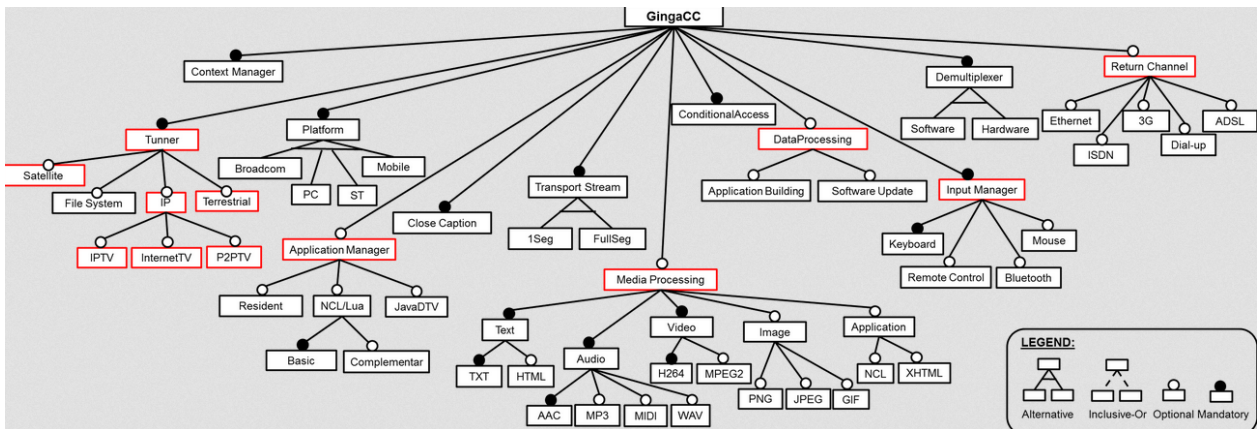 GingaCC
Context Manager
Tunner
Platform
Satellite
File System
IP
Terrestrial
IPTV
InternetTV
P2PTV
Broadcom
PC
ST
Mobile
Application Manager
Resident
NCL/Lua
JavaDTV
Basic
Complementar
Close Caption
Transport Stream
1Seg
FullSeg
Media Processing
Text
TXT
HTML
Audio
AAC
MP3
MIDI
WAV
Video
H264
MPEG2
Image
PNG
JPEG
GIF
Application
NCL
XHTML
ConditionalAccess
DataProcessing
Application Building
Software Update
Input Manager
Keyboard
Remote Control
Bluetooth
Mouse
Demultiplexer
Software
Hardware
Return Channel
Ethernet
ISDN
3G
Dial-up
ADSL
LEGEND:
Alternative
Inclusive-Or
Optional
Mandatory